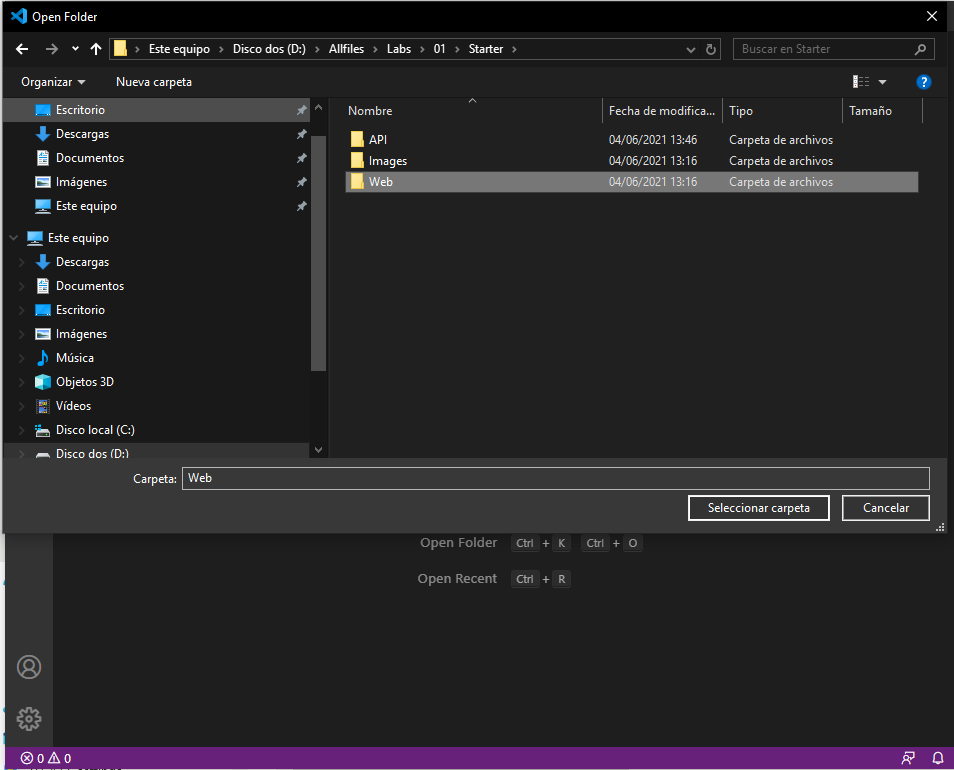 Open Folder
Este equipo > Disco dos (D:) > Allfiles > Labs > 01 > Starter >
Buscar en Starter
Organizar
Nueva carpeta
?
Escritorio
Descargas
Documentos
Imágenes
Este equipo
Este equipo
Descargas
Documentos
Escritorio
Imágenes
Música
Objetos 3D
Vídeos
Disco local (C:)
Disco dos (D:)
Nombre Fecha de modifica... Tipo Tamaño
API 04/06/2021 13:46 Carpeta de archivos
Images 04/06/2021 13:16 Carpeta de archivos
Web 04/06/2021 13:16 Carpeta de archivos
Carpeta: Web
Seleccionar carpeta Cancelar
Open Folder Ctrl + K Ctrl + O
Open Recent Ctrl + R
0 0